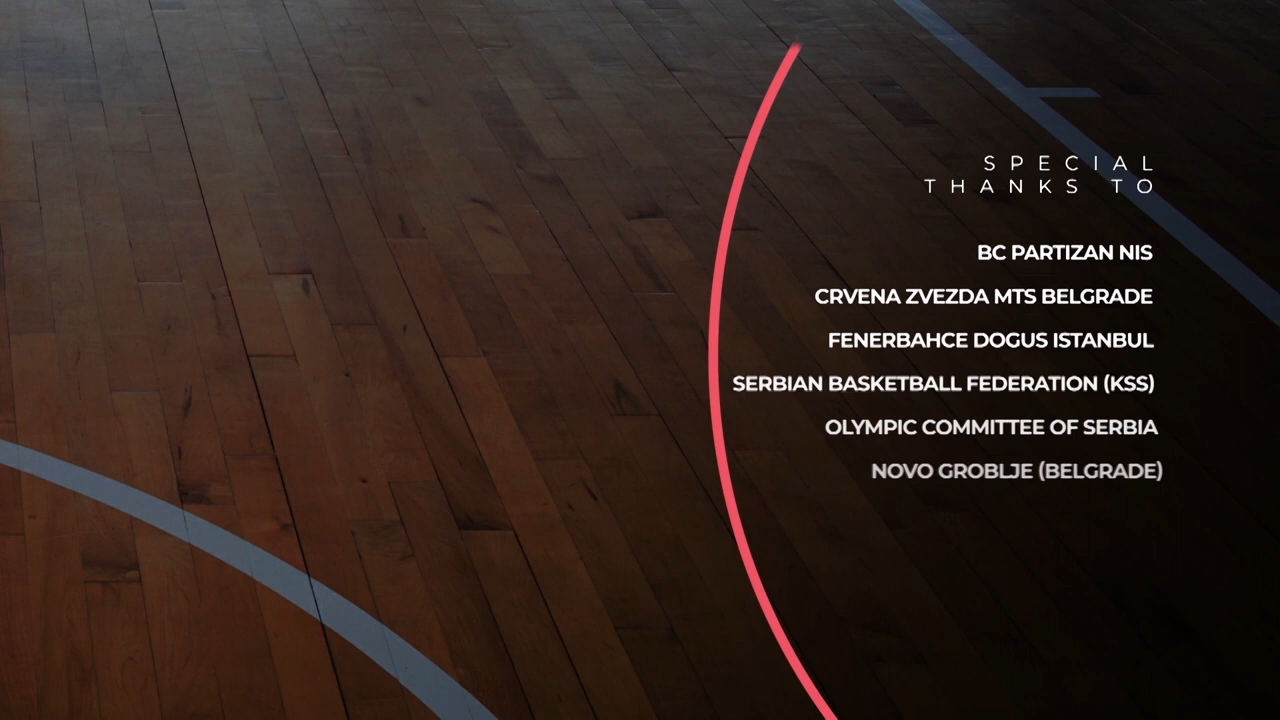 SPECIAL
THANKS TO
BC PARTIZAN NIS
CRVENA ZVEZDA MTS BELGRADE
FENERBAHCE DOGUS ISTANBUL
SERBIAN BASKETBALL FEDERATION (KSS)
OLYMPIC COMMITTEE OF SERBIA
NOVO GROBLJE (BELGRADE)